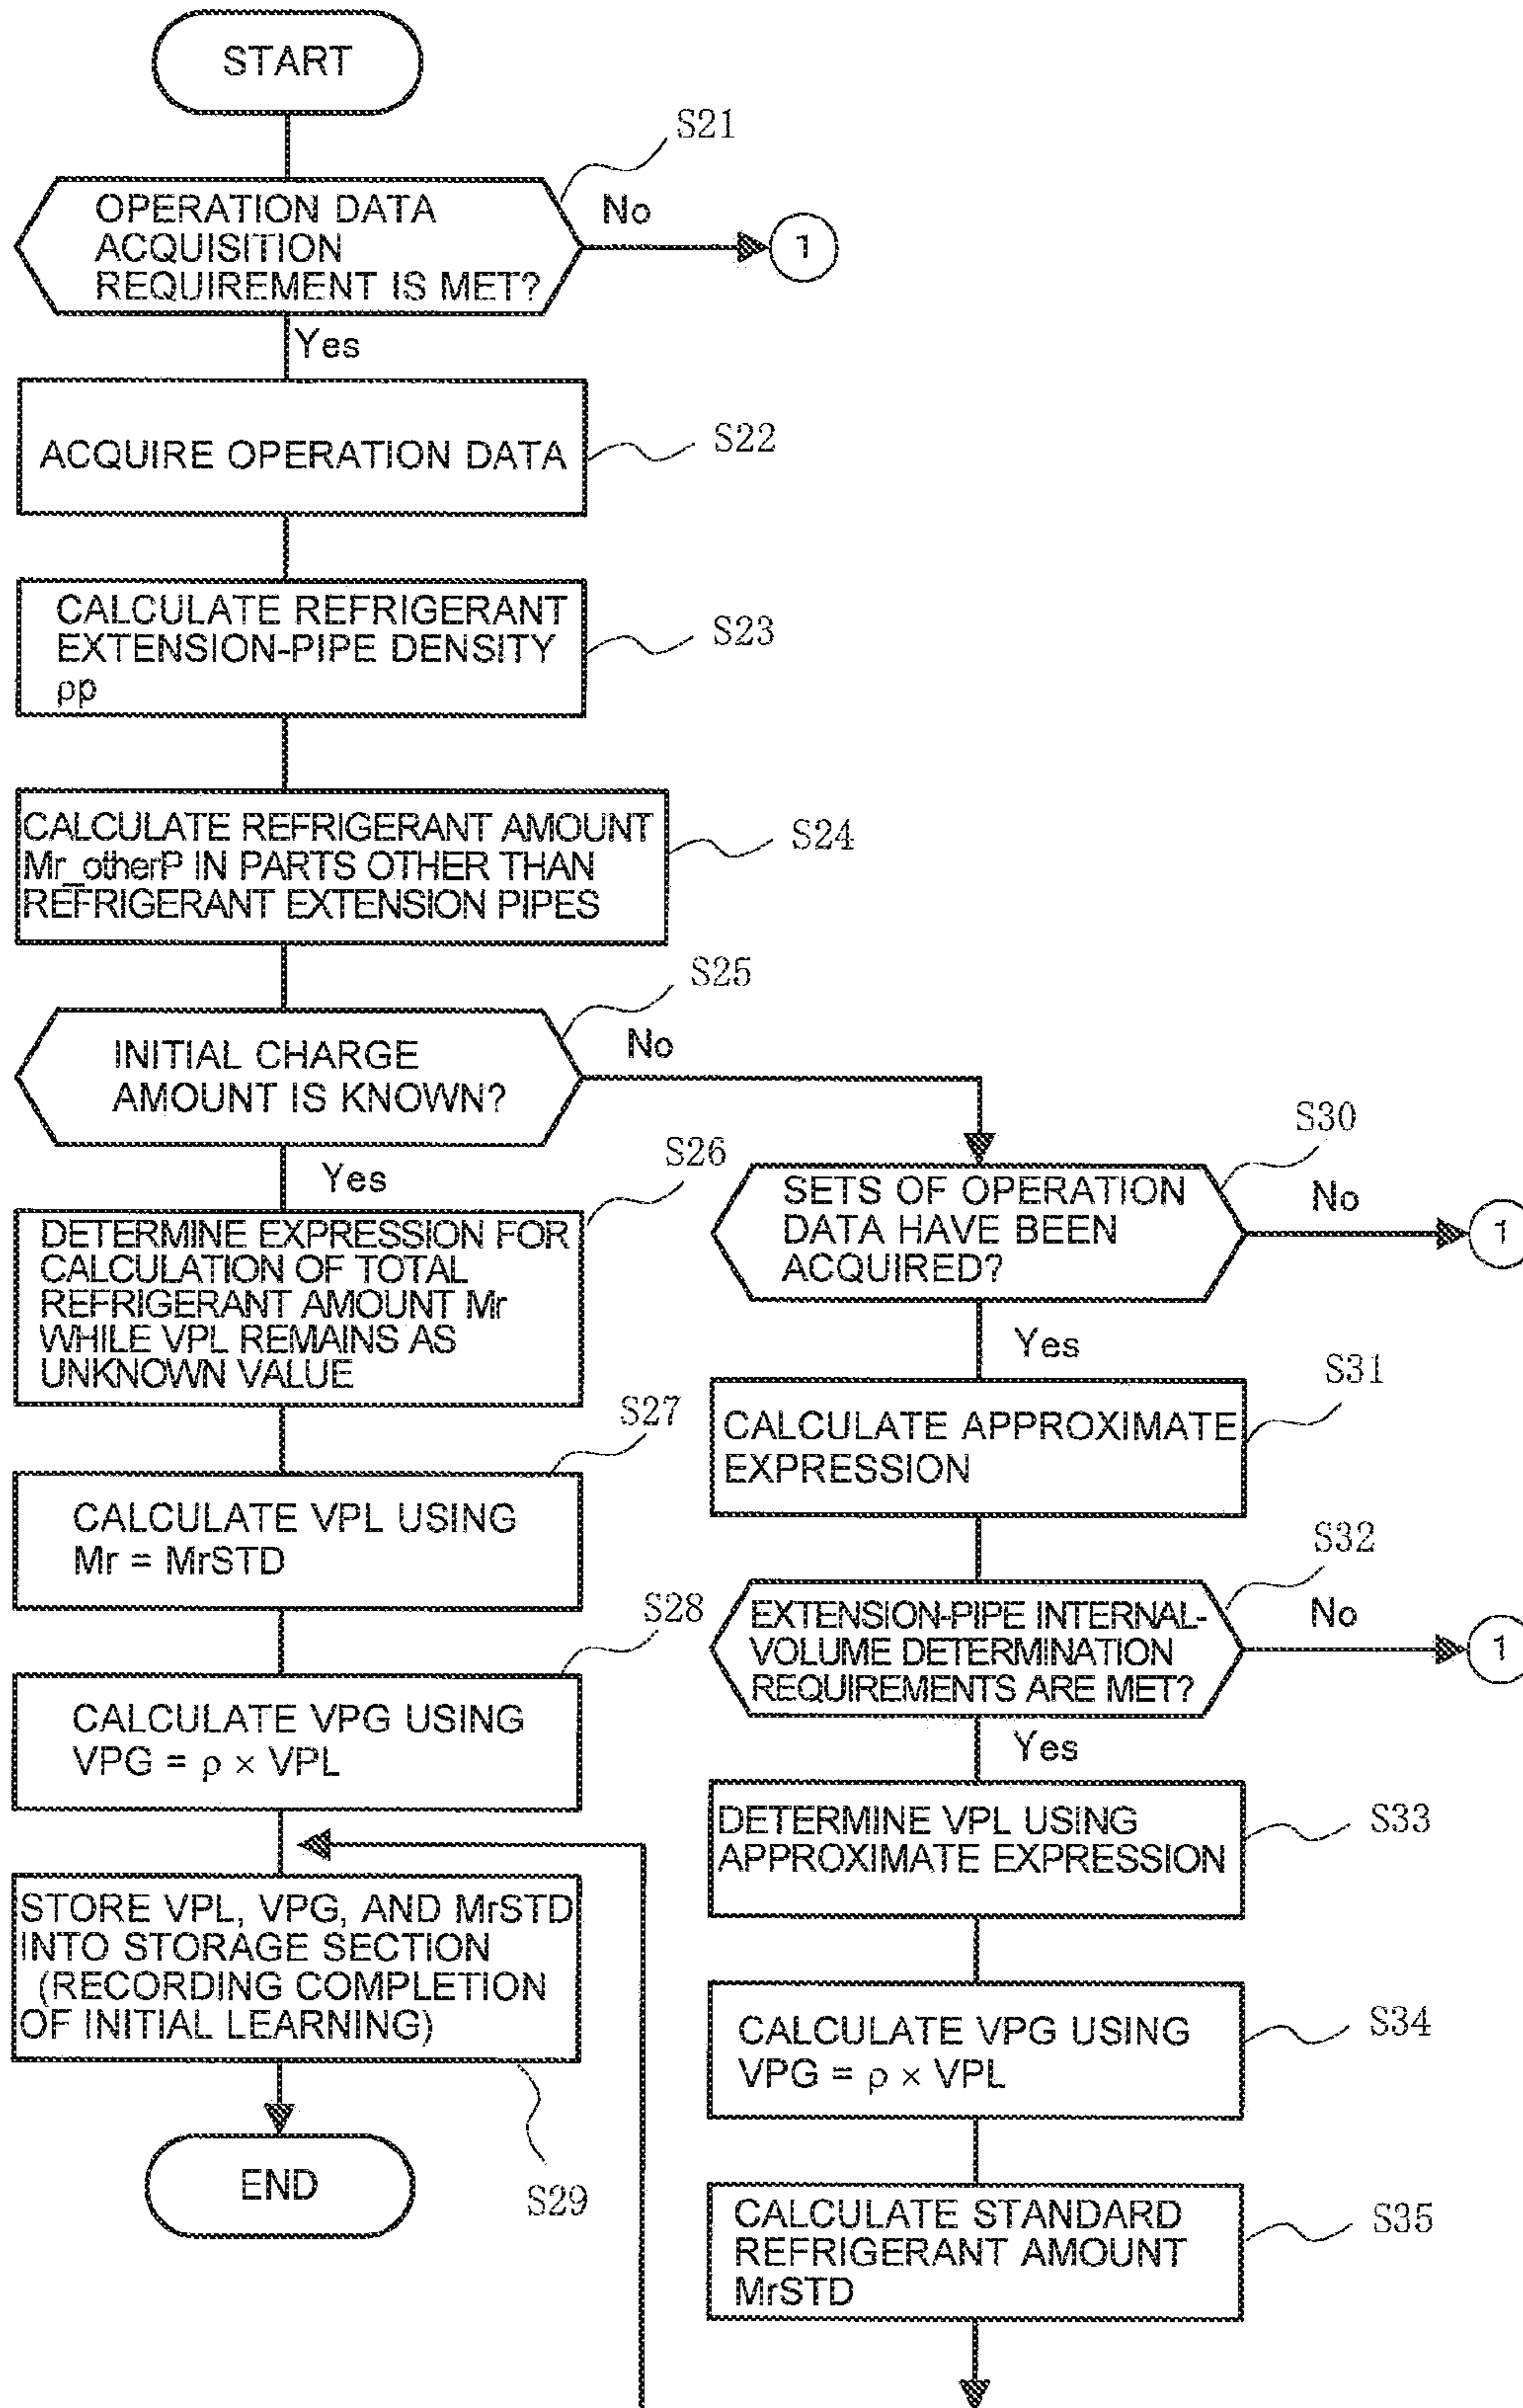 START
S21
OPERATION DATA
ACQUISITION
REQUIREMENT IS MET?
No
1
Yes
ACQUIRE OPERATION DATA
S22
CALCULATE REFRIGERANT
EXTENSION-PIPE DENSITY
ρp
S23
CALCULATE REFRIGERANT AMOUNT
Mr_otherP IN PARTS OTHER THAN
REFRIGERANT EXTENSION PIPES
S24
S25
INITIAL CHARGE
AMOUNT IS KNOWN?
No
Yes
S26
DETERMINE EXPRESSION FOR
CALCULATION OF TOTAL
REFRIGERANT AMOUNT Mr
WHILE VPL REMAINS AS
UNKNOWN VALUE
S27
CALCULATE VPL USING
Mr = MrSTD
S28
CALCULATE VPG USING
VPG = ρ × VPL
STORE VPL, VPG, AND MrSTD
INTO STORAGE SECTION
(RECORDING COMPLETION
OF INITIAL LEARNING)
S29
END
S30
SETS OF OPERATION
DATA HAVE BEEN
ACQUIRED?
No
1
Yes
S31
CALCULATE APPROXIMATE
EXPRESSION
S32
EXTENSION-PIPE INTERNAL-
VOLUME DETERMINATION
REQUIREMENTS ARE MET?
No
1
Yes
DETERMINE VPL USING
APPROXIMATE EXPRESSION
S33
CALCULATE VPG USING
VPG = ρ × VPL
S34
CALCULATE STANDARD
REFRIGERANT AMOUNT
MrSTD
S35